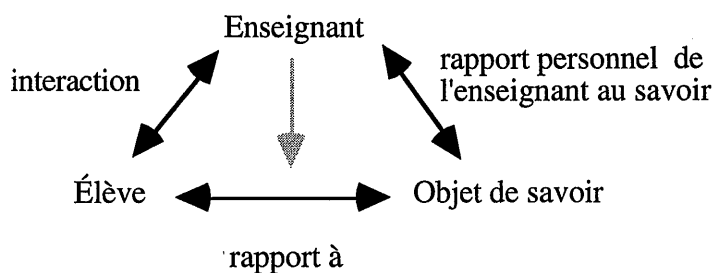 Enseignant
interaction
rapport personnel de
l'enseignant au savoir
Élève
Objet de savoir
rapport à